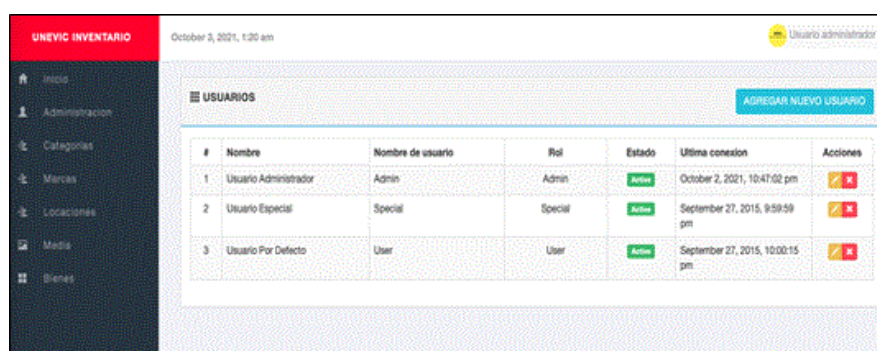 UNEVIC INVENTARIO
October 3, 2021, 1:20 am
Usuario administrador
Inicio
Administracion
Categorias
Marcas
Locaciones
Media
Bienes
USUARIOS
AGREGAR NUEVO USUARIO
# Nombre Nombre de usuario Rol Estado Ultima conexion Acciones
1 Usuario Administrador Admin Admin Active October 2, 2021, 10:47:02 pm
2 Usuario Especial Special Special Active September 27, 2015, 9:59:59
pm
3 Usuario Por Defecto User User Active September 27, 2015, 10:00:15
pm